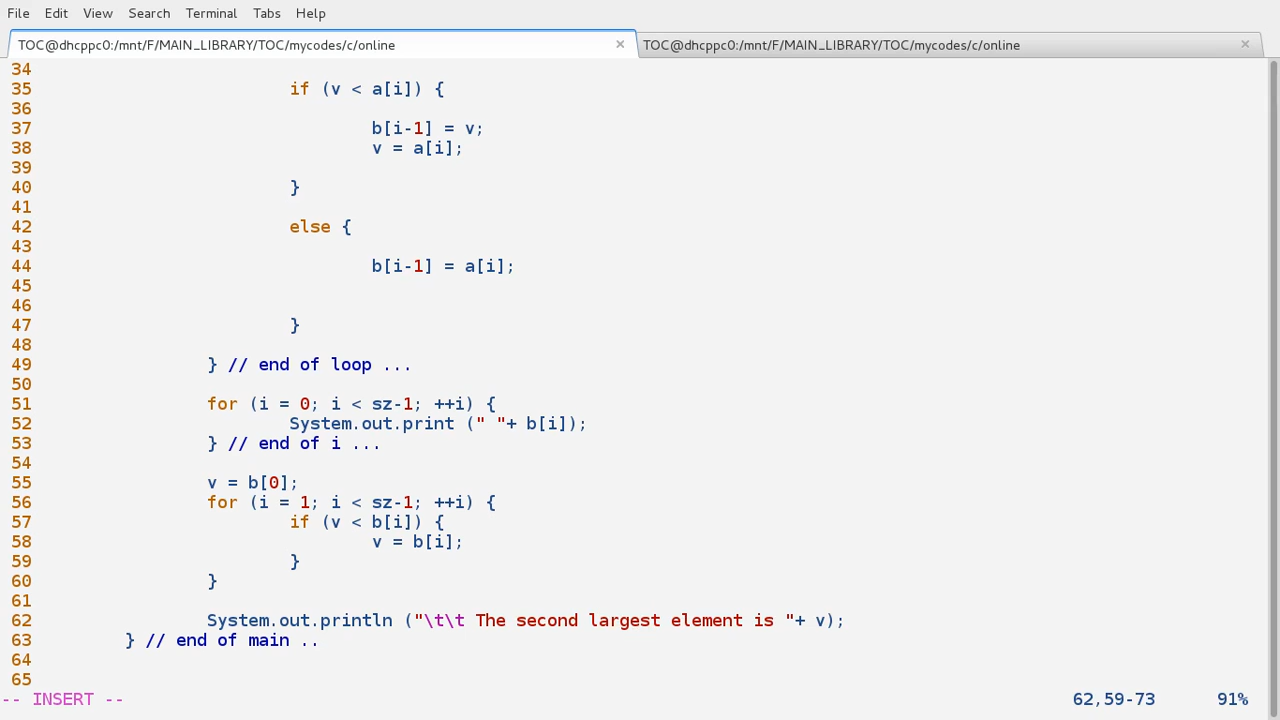 File Edit View Search Terminal Tabs Help
TOC@dhcppc0:/mnt/F/MAIN_LIBRARY/TOC/mycodes/c/online × TOC@dhcppc0:/mnt/F/MAIN_LIBRARY/TOC/mycodes/c/online ×
34
35 if (v < a[i]) {
36
37 b[i-1] = v;
38 v = a[i];
39
40 }
41
42 else {
43
44 b[i-1] = a[i];
45
46
47 }
48
49 } // end of loop ...
50
51 for (i = 0; i < sz-1; ++i) {
52 System.out.print (" "+ b[i]);
53 } // end of i ...
54
55 v = b[0];
56 for (i = 1; i < sz-1; ++i) {
57 if (v < b[i]) {
58 v = b[i];
59 }
60 }
61
62 System.out.println ("\t\t The second largest element is "+ v);
63 } // end of main ..
64
65
-- INSERT -- 62,59-73 91%